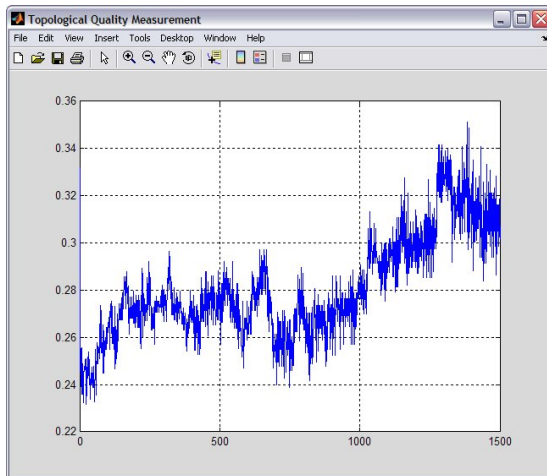 Topological Quality Measurement
File Edit View Insert Tools Desktop Window Help
0.36
0.34
0.32
0.3
0.28
0.26
0.24
0.22
0 500 1000 1500